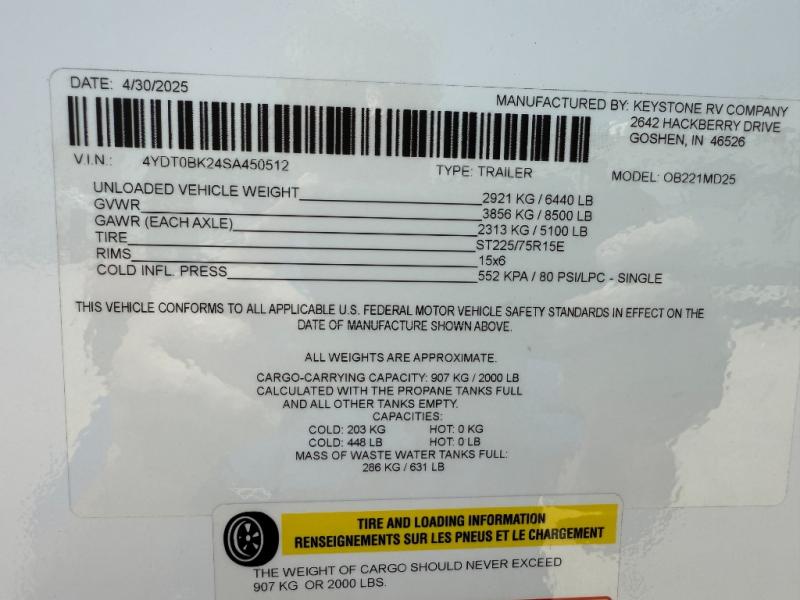 DATE: 4/30/2025
MANUFACTURED BY: KEYSTONE RV COMPANY
2642 HACKBERRY DRIVE
GOSHEN, IN 46526
V.I.N.: 4YDT0BK24SA450512
TYPE: TRAILER
MODEL: OB221MD25
UNLOADED VEHICLE WEIGHT 2921 KG / 6440 LB
GVWR 3856 KG / 8500 LB
GAWR (EACH AXLE) 2313 KG / 5100 LB
TIRE ST225/75R15E
RIMS 15x6
COLD INFL. PRESS 552 KPA / 80 PSI/LPC - SINGLE
THIS VEHICLE CONFORMS TO ALL APPLICABLE U.S. FEDERAL MOTOR VEHICLE SAFETY STANDARDS IN EFFECT ON THE
DATE OF MANUFACTURE SHOWN ABOVE.
ALL WEIGHTS ARE APPROXIMATE.
CARGO-CARRYING CAPACITY: 907 KG / 2000 LB
CALCULATED WITH THE PROPANE TANKS FULL
AND ALL OTHER TANKS EMPTY.
CAPACITIES:
COLD: 203 KG HOT: 0 KG
COLD: 448 LB HOT: 0 LB
MASS OF WASTE WATER TANKS FULL:
286 KG / 631 LB
TIRE AND LOADING INFORMATION
RENSEIGNEMENTS SUR LES PNEUS ET LE CHARGEMENT
THE WEIGHT OF CARGO SHOULD NEVER EXCEED
907 KG OR 2000 LBS.